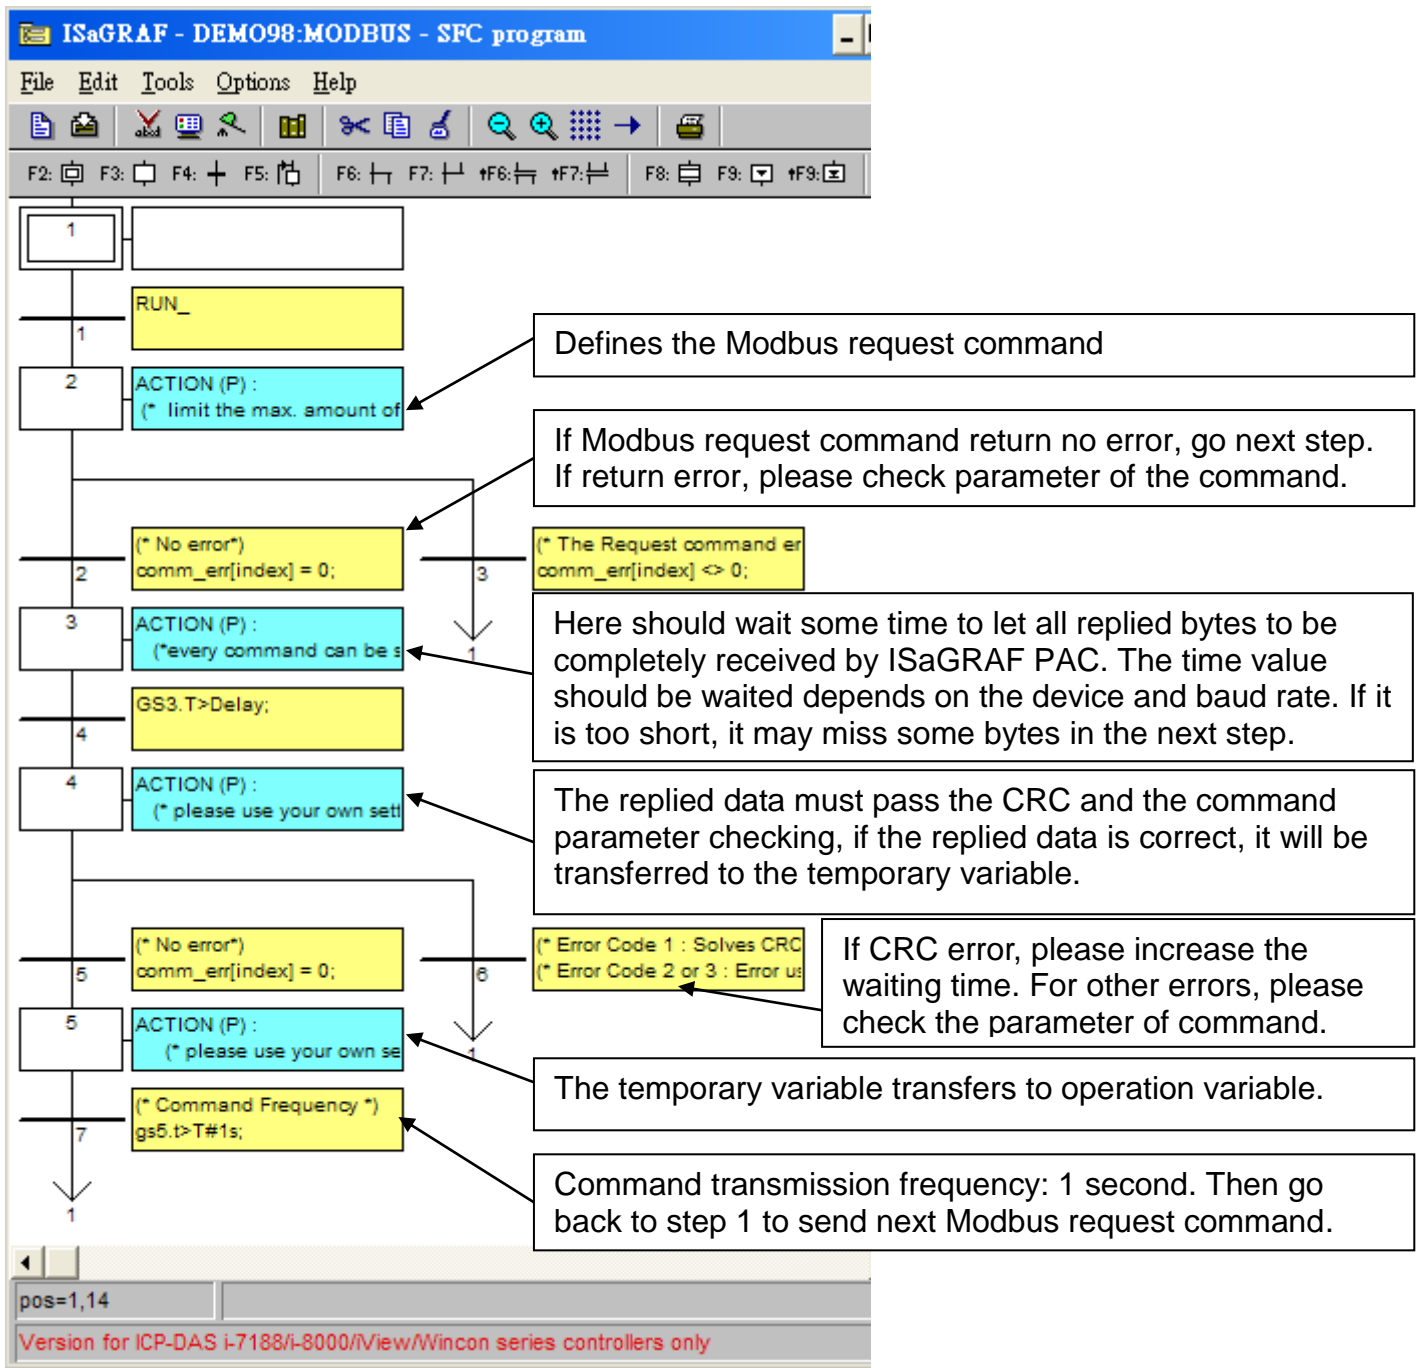 ISaGRAF - DEMO98:MODBUS - SFC program
File Edit Tools Options Help
F2: F3: F4: F5: F6: F7: ↑F6: ↑F7: F8: F9: ↑F9:
1
RUN_
1
Defines the Modbus request command
2
ACTION (P) :
(* limit the max. amount of
If Modbus request command return no error, go next step.
If return error, please check parameter of the command.
(* No error*)
comm_err[index] = 0;
2
(* The Request command er
comm_err[index] <> 0;
3
1
3
ACTION (P) :
(*every command can be s
Here should wait some time to let all replied bytes to be
completely received by ISaGRAF PAC. The time value
should be waited depends on the device and baud rate. If it
is too short, it may miss some bytes in the next step.
GS3.T>Delay;
4
4
ACTION (P) :
(* please use your own sett
The replied data must pass the CRC and the command
parameter checking, if the replied data is correct, it will be
transferred to the temporary variable.
(* No error*)
comm_err[index] = 0;
5
(* Error Code 1 : Solves CRC
(* Error Code 2 or 3 : Error us
6
1
If CRC error, please increase the
waiting time. For other errors, please
check the parameter of command.
5
ACTION (P) :
(* please use your own se
The temporary variable transfers to operation variable.
(* Command Frequency *)
gs5.t>T#1s;
7
1
Command transmission frequency: 1 second. Then go
back to step 1 to send next Modbus request command.
pos=1,14
Version for ICP-DAS i-7188/i-8000/iView/Wincon series controllers only